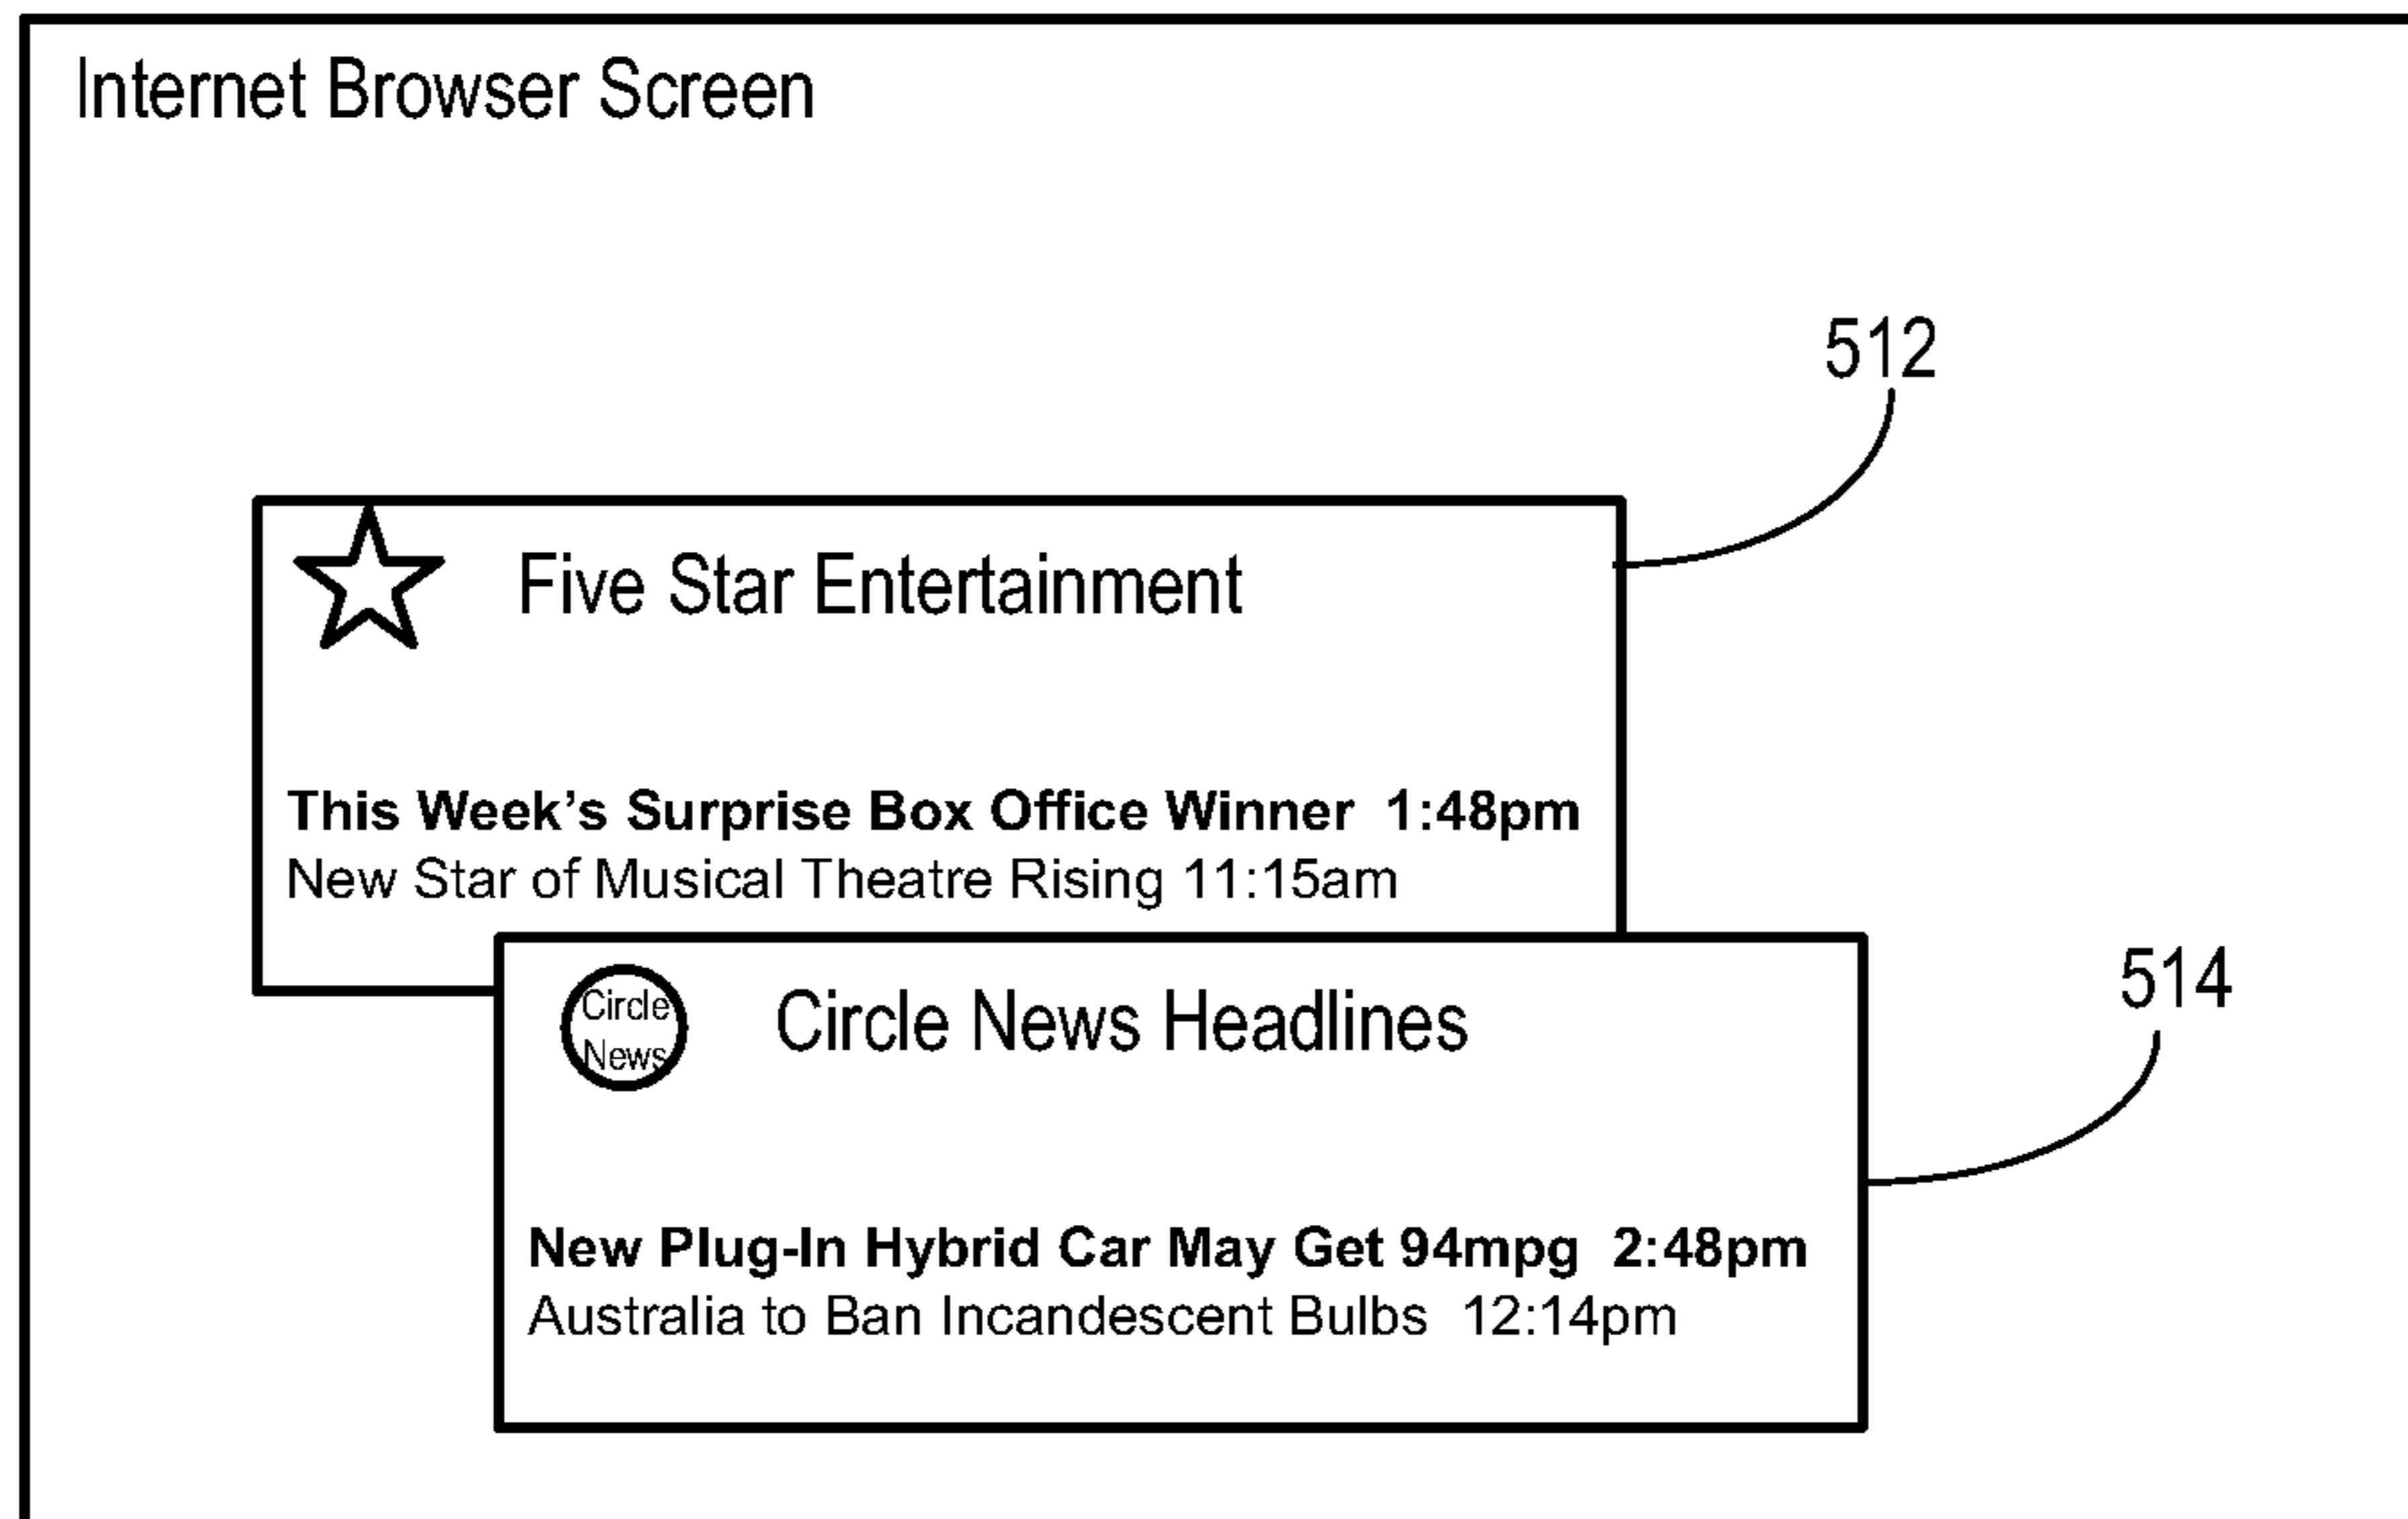 Internet Browser Screen
512
Five Star Entertainment
This Week's Surprise Box Office Winner 1:48pm
New Star of Musical Theatre Rising 11:15am
514
Circle
News
Circle News Headlines
New Plug-In Hybrid Car May Get 94mpg 2:48pm
Australia to Ban Incandescent Bulbs 12:14pm